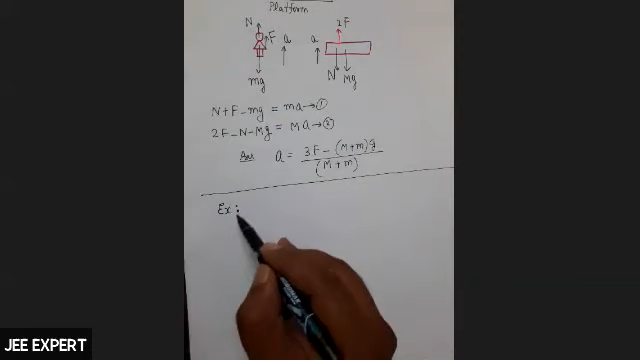 Platform
N F a
mg
2F
a
N Mg
N+F-mg = ma→①
2F-N-Mg = Ma→②
Ans a = 3F-(M+m)g / (M+m)
Ex:
JEE EXPERT